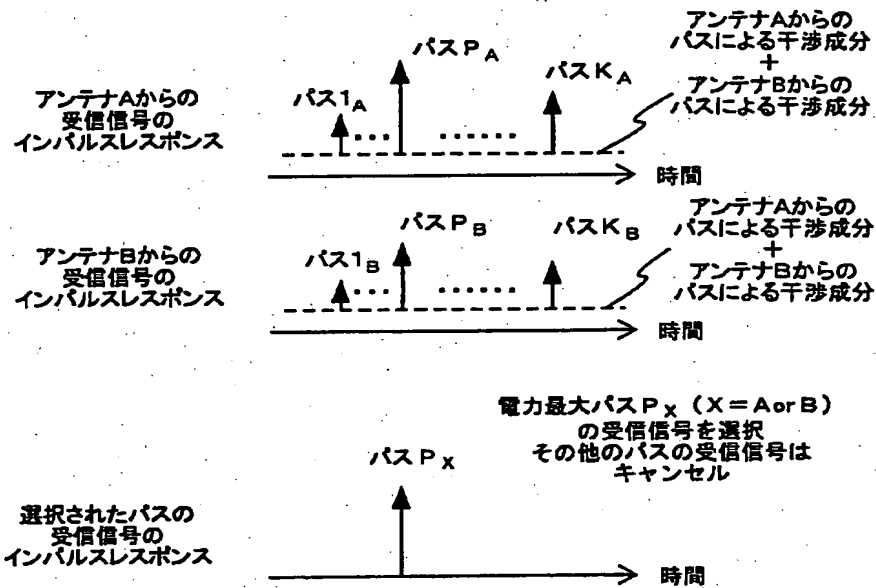 アンテナAからの
受信信号の
インパルスレスポンス
パス1A
パスPA
パスKA
アンテナAからの
パスによる干渉成分
+
アンテナBからの
パスによる干渉成分
時間
アンテナBからの
受信信号の
インパルスレスポンス
パス1B
パスPB
パスKB
アンテナAからの
パスによる干渉成分
+
アンテナBからの
パスによる干渉成分
時間
電力最大パスPX(X=AorB)
の受信信号を選択
その他のパスの受信信号は
キャンセル
選択されたパスの
受信信号の
インパルスレスポンス
パスPX
時間